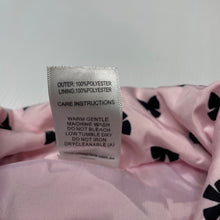 OUTER: 100%POLYESTER
LINING: 100%POLYESTER
CARE INSTRUCTIONS
WARM GENTLE
MACHINE WASH
DO NOT BLEACH
LOW TUMBLE DRY
DO NOT IRON
DRYCLEANABLE (A)